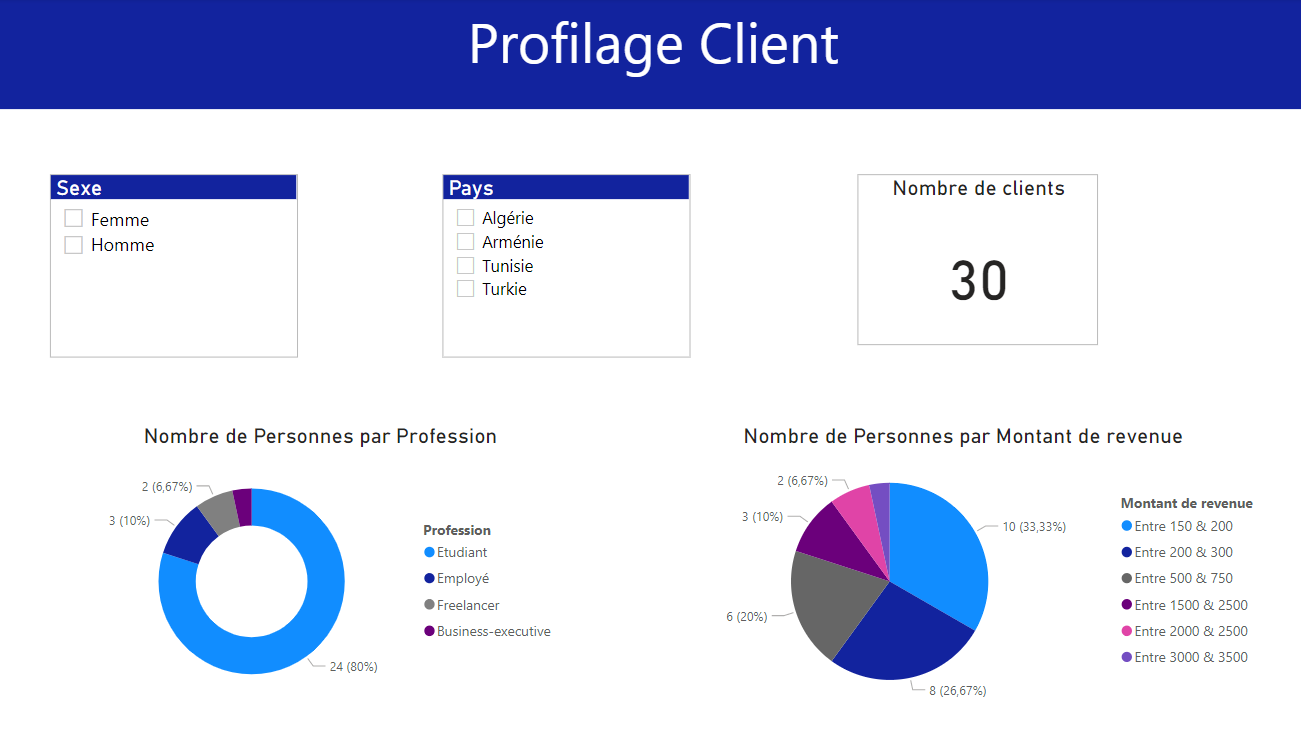 Profilage Client
Sexe
Femme
Homme
Pays
Algérie
Arménie
Tunisie
Turkie
Nombre de clients
30
Nombre de Personnes par Profession
2 (6,67%)
3 (10%)
24 (80%)
Profession
Etudiant
Employé
Freelancer
Business-executive
Nombre de Personnes par Montant de revenue
2 (6,67%)
3 (10%)
10 (33,33%)
6 (20%)
8 (26,67%)
Montant de revenue
Entre 150 & 200
Entre 200 & 300
Entre 500 & 750
Entre 1500 & 2500
Entre 2000 & 2500
Entre 3000 & 3500